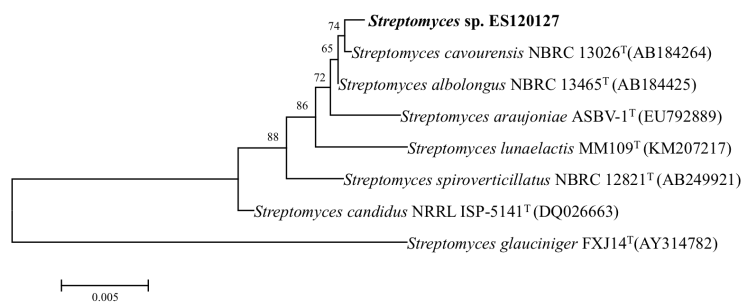 74
Streptomyces sp. ES120127
65
Streptomyces cavourensis NBRC 13026ᵀ(AB184264)
72
Streptomyces albolongus NBRC 13465ᵀ(AB184425)
86
Streptomyces araujoniae ASBV-1ᵀ(EU792889)
88
Streptomyces lunaelactis MM109ᵀ(KM207217)
Streptomyces spiroverticillatus NBRC 12821ᵀ(AB249921)
Streptomyces candidus NRRL ISP-5141ᵀ(DQ026663)
Streptomyces glauciniger FXJ14ᵀ(AY314782)
0.005